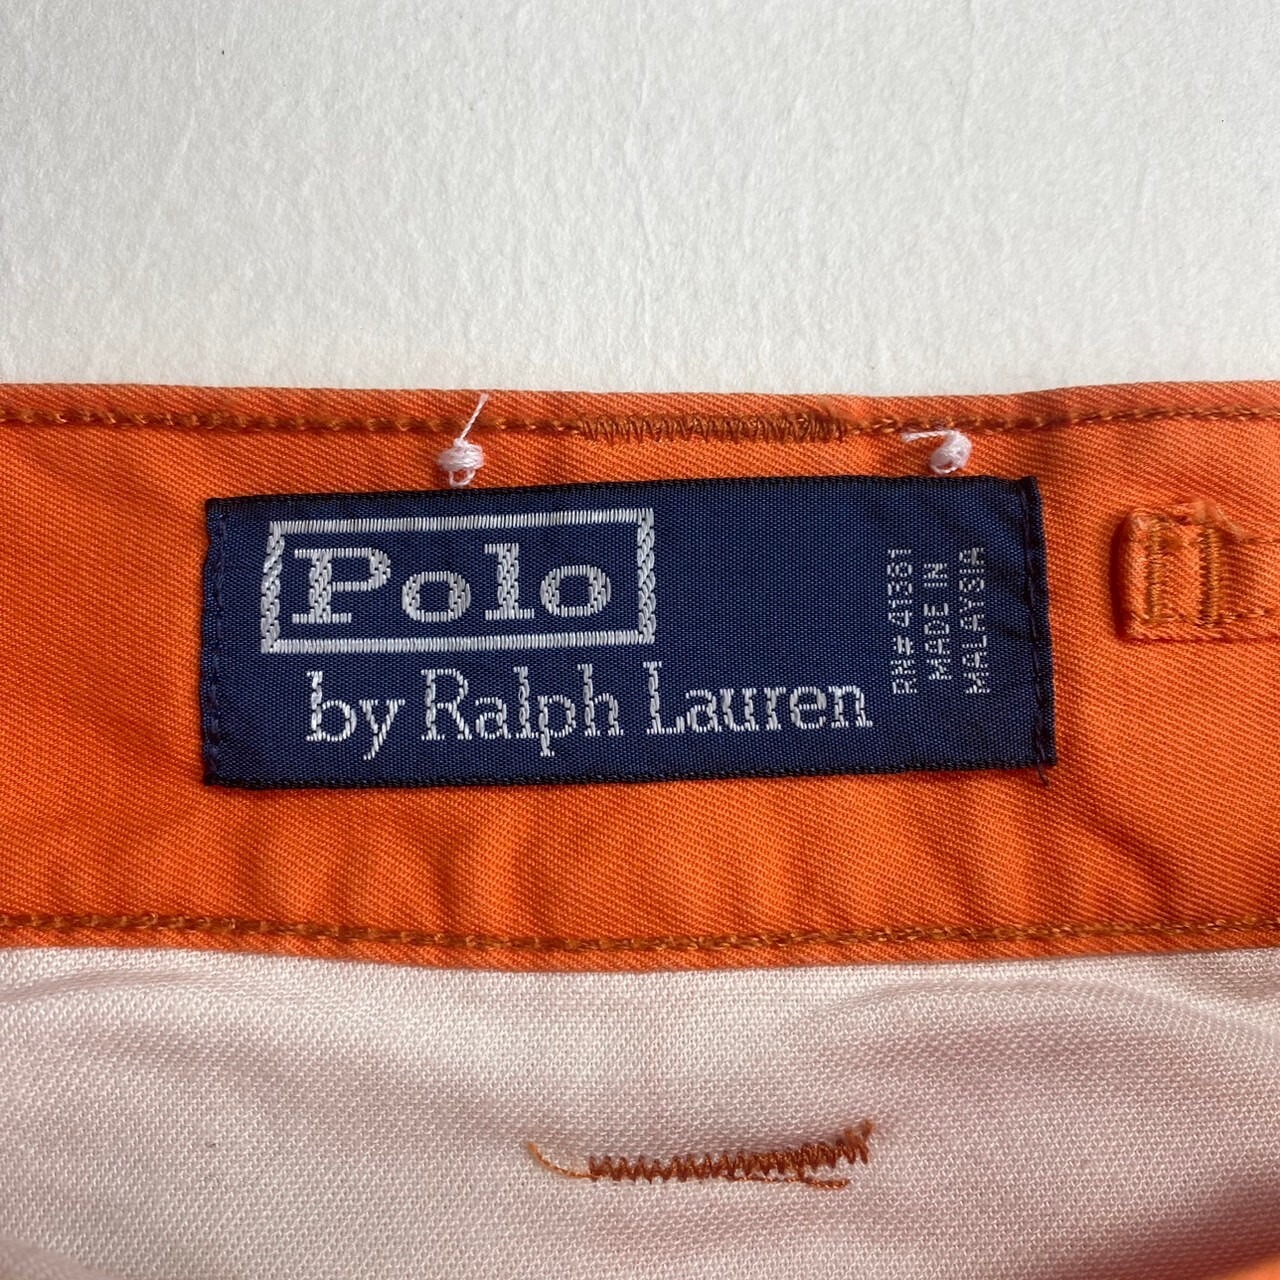 Polo
by Ralph Lauren
RN# 41381
MADE IN
MALAYSIA